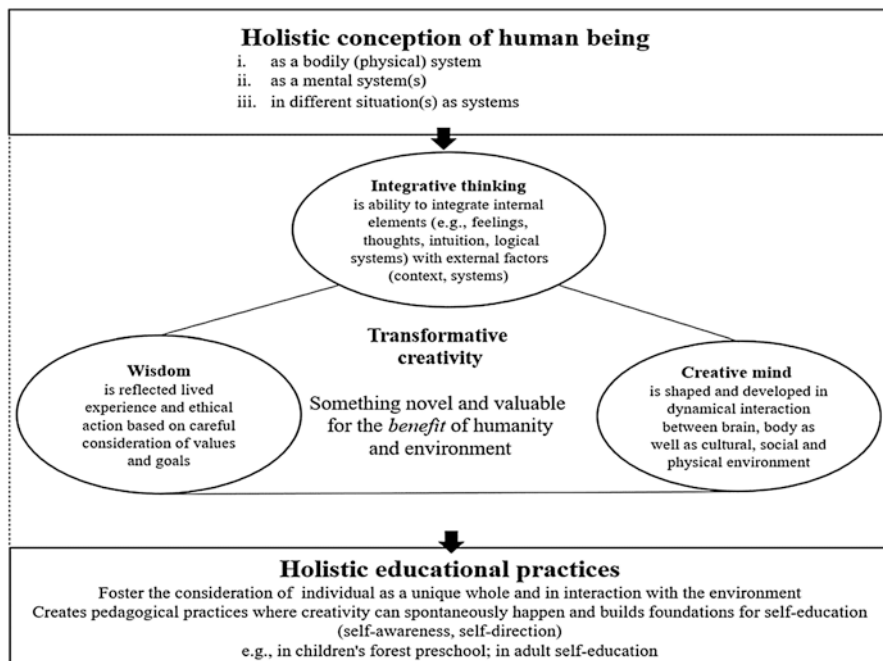 Holistic conception of human being
i. as a bodily (physical) system
ii. as a mental system(s)
iii. in different situation(s) as systems
Integrative thinking
is ability to integrate internal
elements (e.g., feelings,
thoughts, intuition, logical
systems) with external factors
(context, systems)
Transformative
creativity
Something novel and valuable
for the benefit of humanity
and environment
Wisdom
is reflected lived
experience and ethical
action based on careful
consideration of values
and goals
Creative mind
is shaped and developed in
dynamical interaction
between brain, body as
well as cultural, social and
physical environment
Holistic educational practices
Foster the consideration of individual as a unique whole and in interaction with the environment
Creates pedagogical practices where creativity can spontaneously happen and builds foundations for self-education
(self-awareness, self-direction)
e.g., in children's forest preschool; in adult self-education